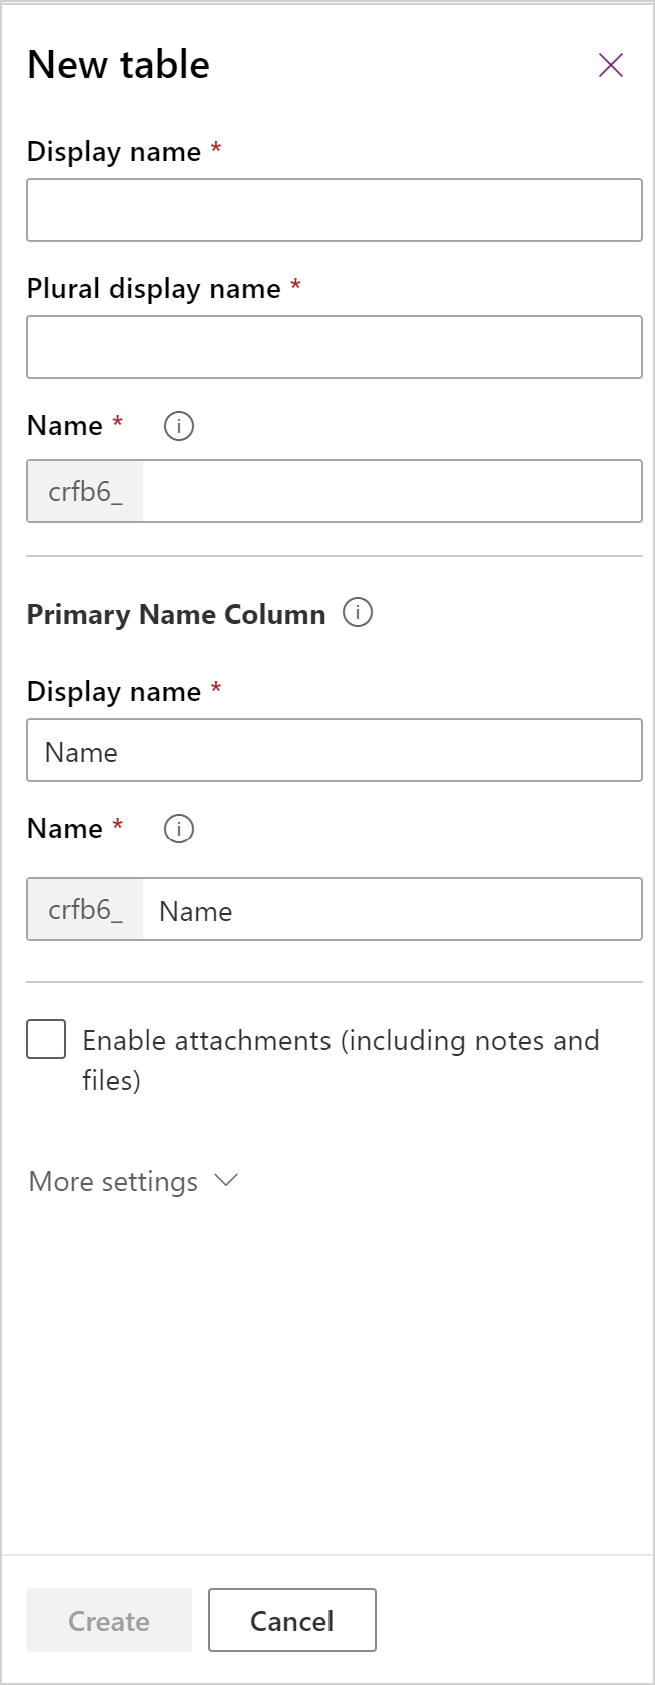 New table
Display name *
Plural display name *
Name *
crfb6_
Primary Name Column
Display name *
Name
Name *
crfb6_ Name
Enable attachments (including notes and
files)
More settings
Create Cancel